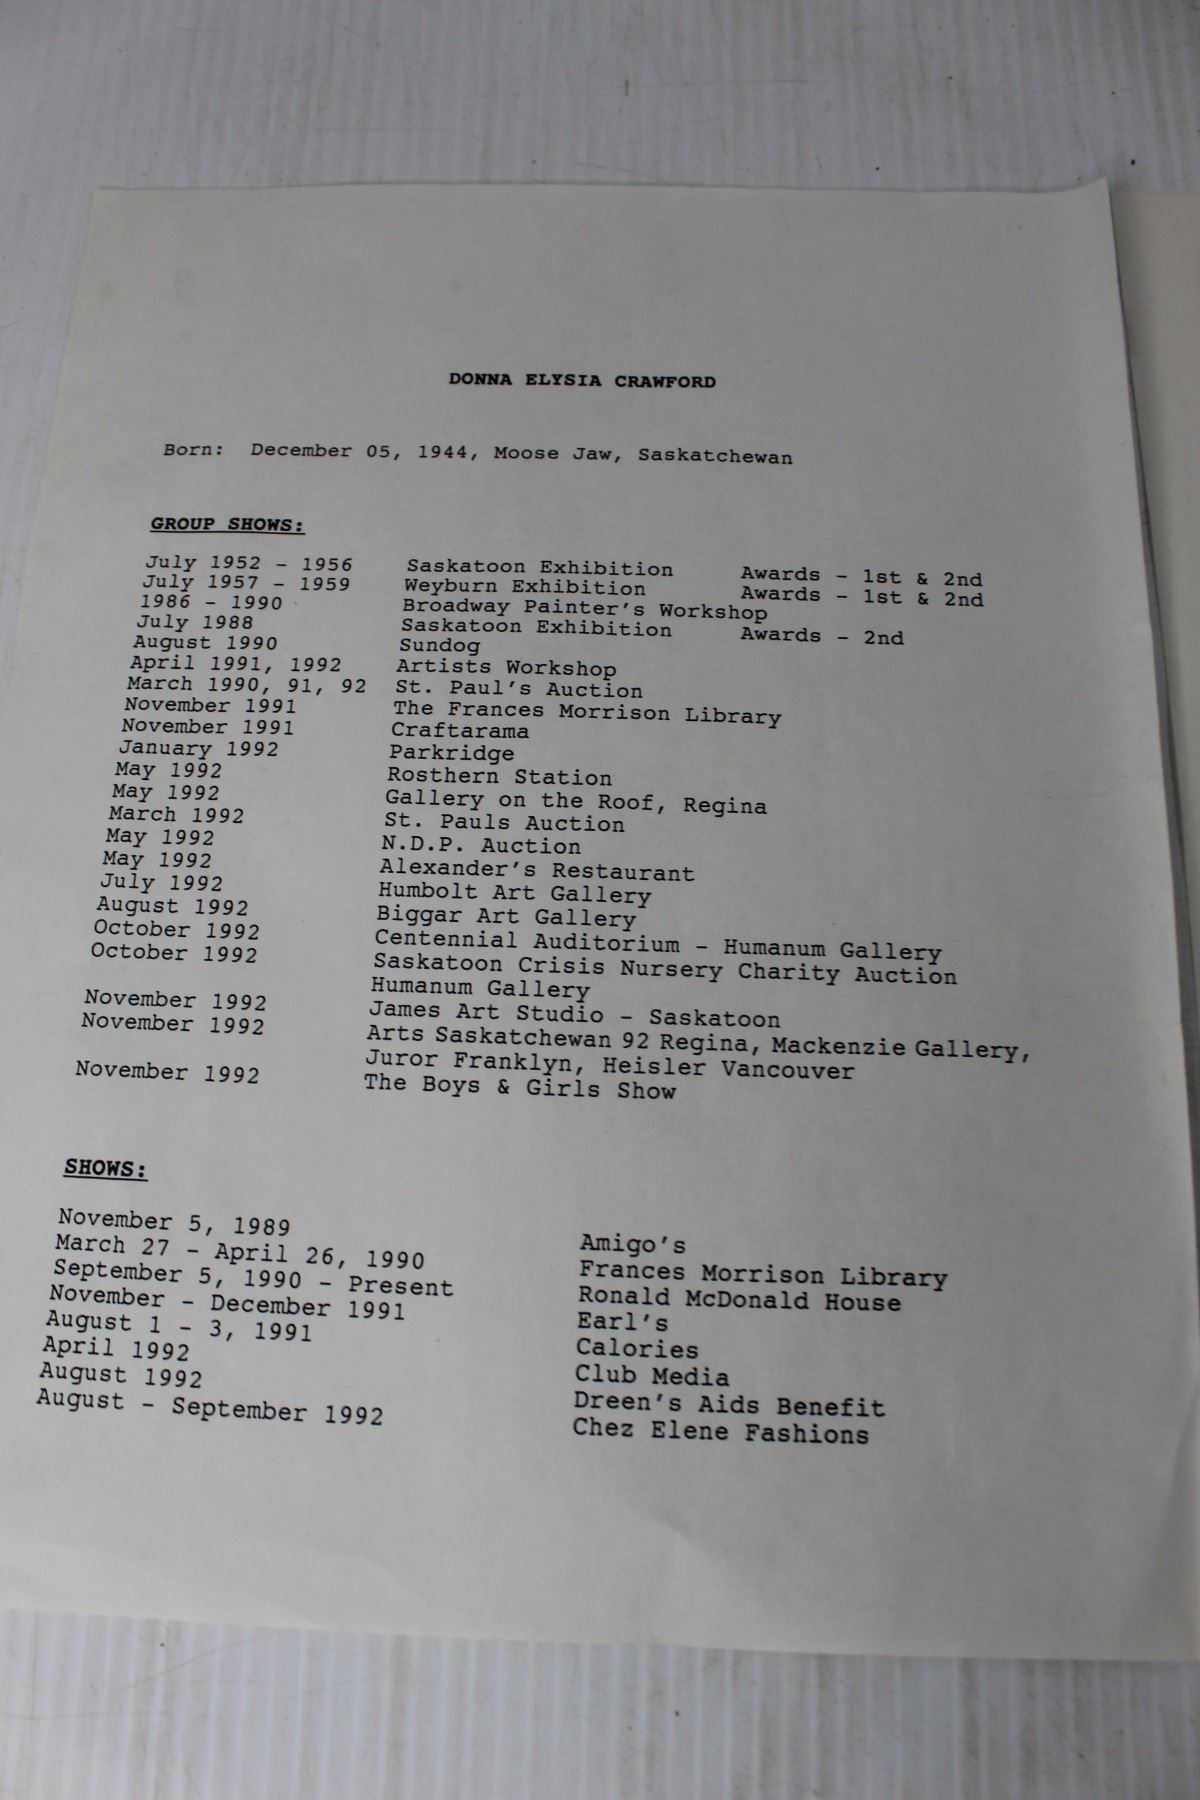 DONNA ELYSIA CRAWFORD
Born: December 05, 1944, Moose Jaw, Saskatchewan
GROUP SHOWS:
July 1952 - 1956 Saskatoon Exhibition Awards - 1st & 2nd
July 1957 - 1959 Weyburn Exhibition Awards - 1st & 2nd
1986 - 1990 Broadway Painter's Workshop
July 1988 Saskatoon Exhibition Awards - 2nd
August 1990 Sundog
April 1991, 1992 Artists Workshop
March 1990, 91, 92 St. Paul's Auction
November 1991 The Frances Morrison Library
November 1991 Craftarama
January 1992 Parkridge
May 1992 Rosthern Station
May 1992 Gallery on the Roof, Regina
March 1992 St. Pauls Auction
May 1992 N.D.P. Auction
May 1992 Alexander's Restaurant
July 1992 Humbolt Art Gallery
August 1992 Biggar Art Gallery
October 1992 Centennial Auditorium - Humanum Gallery
October 1992 Saskatoon Crisis Nursery Charity Auction
Humanum Gallery
November 1992 James Art Studio - Saskatoon
November 1992 Arts Saskatchewan 92 Regina, Mackenzie Gallery,
Juror Franklyn, Heisler Vancouver
November 1992 The Boys & Girls Show
SHOWS:
November 5, 1989 Amigo's
March 27 - April 26, 1990 Frances Morrison Library
September 5, 1990 - Present Ronald McDonald House
November - December 1991 Earl's
August 1 - 3, 1991 Calories
April 1992 Club Media
August 1992 Dreen's Aids Benefit
August - September 1992 Chez Elene Fashions